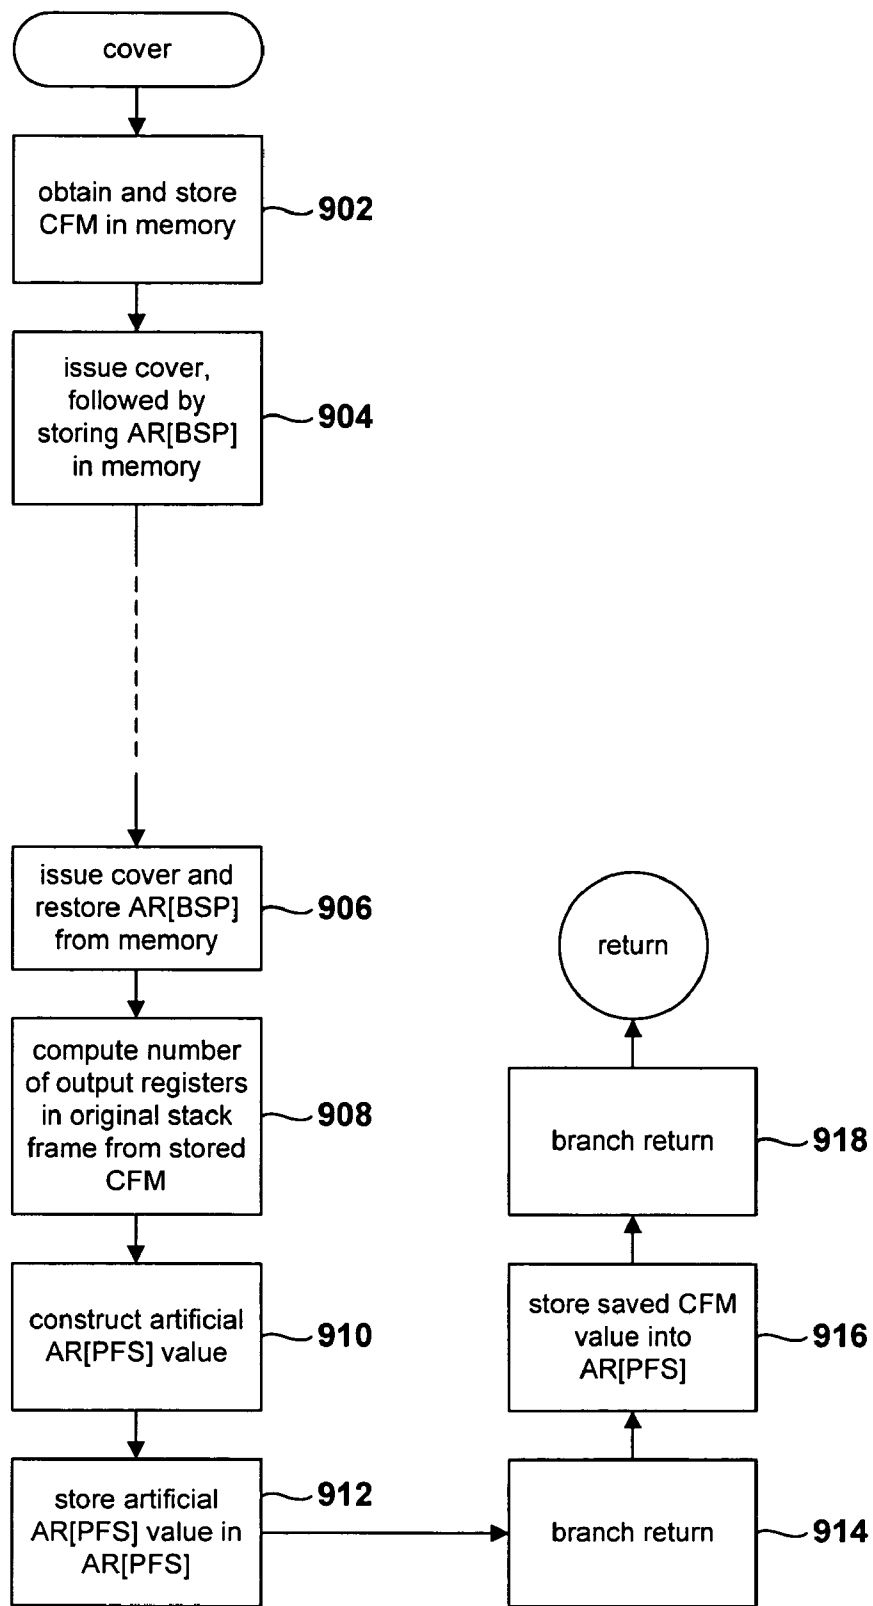 cover
obtain and store
CFM in memory
902
issue cover,
followed by
storing AR[BSP]
in memory
904
issue cover and
restore AR[BSP]
from memory
906
compute number
of output registers
in original stack
frame from stored
CFM
908
construct artificial
AR[PFS] value
910
store artificial
AR[PFS] value in
AR[PFS]
912
branch return
914
store saved CFM
value into
AR[PFS]
916
branch return
918
return